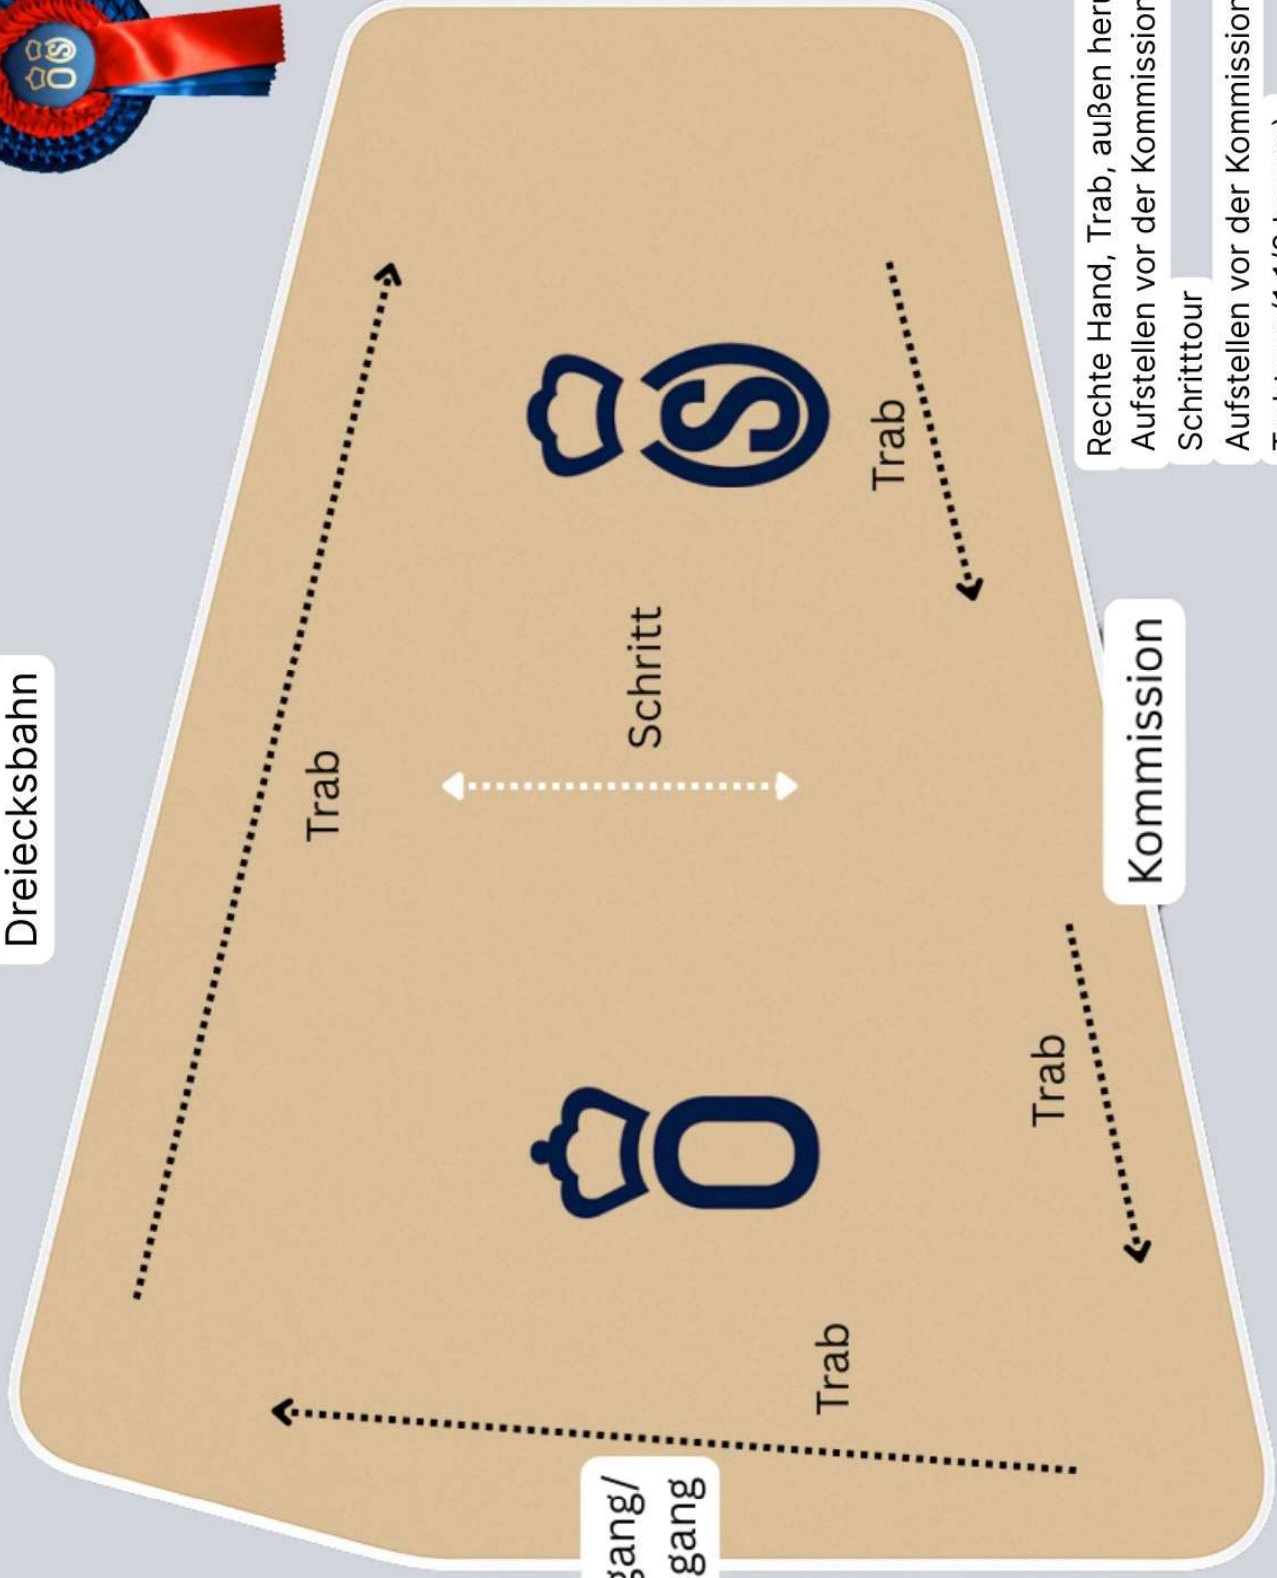 Dreiecksbahn
Trab
Schritt
Trab
Trab
Trab
gang/
gang
Kommission
Rechte Hand, Trab, außen
Aufstellen vor der Kommission
Schritttour
Aufstellen vor der Kommission
O
S
OS